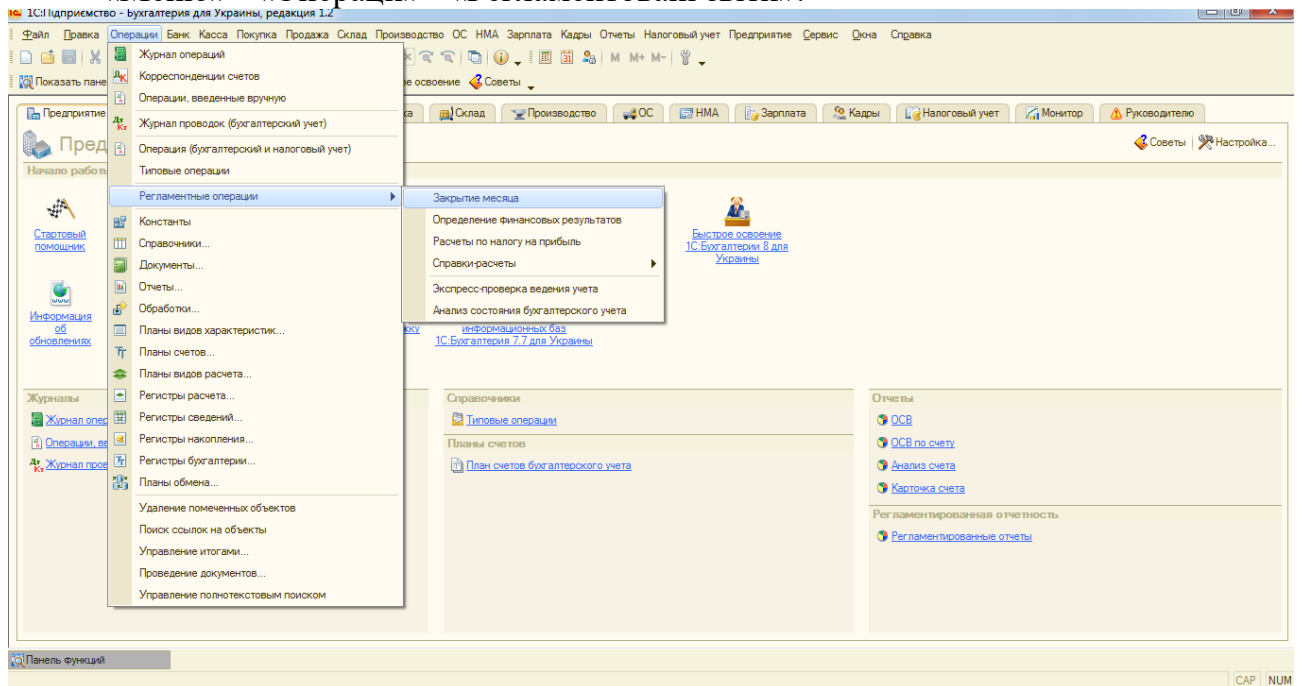 1С:Підприємство - Бухгалтерия для Украины, редакция 1.2
Файл Правка Операции Банк Касса Покупка Продажа Склад Производство ОС НМА Зарплата Кадры Отчеты Налоговый учет Предприятие Сервис Окна Справка
M M+ M-
Показать пане
е освоение Советы
Предприятие
ка Склад Производство ОС НМА Зарплата Кадры Налоговый учет Монитор Руководителю
Пред
Советы Настройка...
Начало работы
Журнал операций
Корреспонденции счетов
Операции, введенные вручную
Журнал проводок (бухгалтерский учет)
Операция (бухгалтерский и налоговый учет)
Типовые операции
Регламентные операции
Константы
Справочники...
Документы...
Отчеты...
Обработки...
Планы видов характеристик...
Планы счетов...
Планы видов расчета...
Регистры расчета...
Регистры сведений...
Регистры накопления...
Регистры бухгалтерии...
Планы обмена...
Удаление помеченных объектов
Поиск ссылок на объекты
Управление итогами...
Проведение документов...
Управление полнотекстовым поиском
Закрытие месяца
Определение финансовых результатов
Расчеты по налогу на прибыль
Справки-расчеты
Экспресс-проверка ведения учета
Анализ состояния бухгалтерского учета
Стартовый
помощник
Быстрое освоение
1С:Бухгалтерии 8 для
Украины
Информация
об
обновлениях
жку
информационных баз
1С:Бухгалтерия 7.7 для Украины
Журналы
Журнал опер
Операции, вв
Журнал пров
Справочники
Типовые операции
Планы счетов
План счетов бухгалтерского учета
Отчеты
ОСВ
ОСВ по счету
Анализ счета
Карточка счета
Регламентированная отчетность
Регламентированные отчеты
Панель функций
CAP NUM